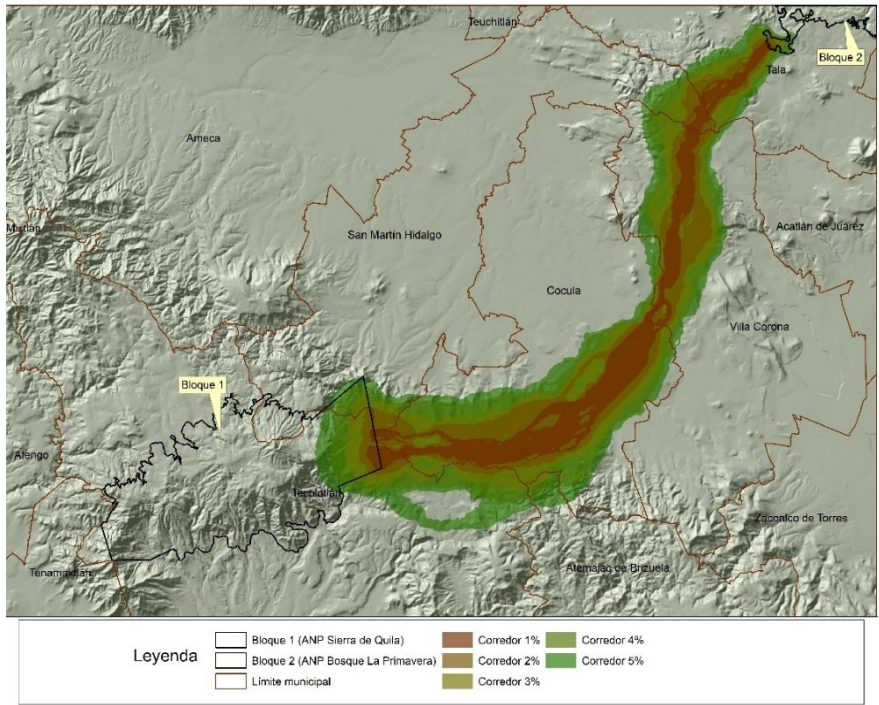 Teuchitlán
Bloque 2
Tala
Ameca
Mixtlán
San Martín Hidalgo
Acatlán de Juárez
Cocula
Villa Corona
Bloque 1
Atengo
Tecolotlán
Zacoalco de Torres
Atemajac de Brizuela
Tenamaxtlán
Leyenda
Bloque 1 (ANP Sierra de Quila)
Bloque 2 (ANP Bosque La Primavera)
Límite municipal
Corredor 1%
Corredor 2%
Corredor 3%
Corredor 4%
Corredor 5%